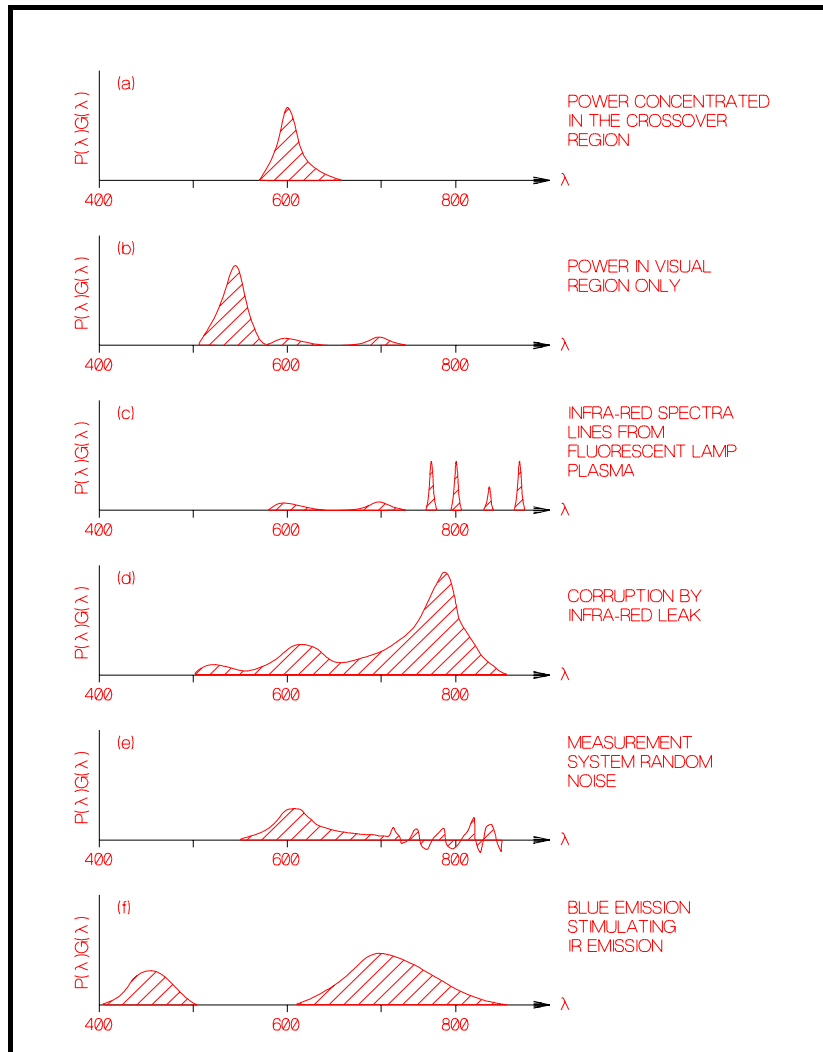 (a)
P(λ)G(λ)
POWER CONCENTRATED
IN THE CROSSOVER
REGION
λ
400
600
800
(b)
P(λ)G(λ)
POWER IN VISUAL
REGION ONLY
λ
400
600
800
(c)
P(λ)G(λ)
INFRA-RED SPECTRA
LINES FROM
FLUORESCENT LAMP
PLASMA
λ
400
600
800
(d)
P(λ)G(λ)
CORRUPTION BY
INFRA-RED LEAK
λ
400
600
800
(e)
P(λ)G(λ)
MEASUREMENT
SYSTEM RANDOM
NOISE
λ
400
600
800
(f)
P(λ)G(λ)
BLUE EMISSION
STIMULATING
IR EMISSION
λ
400
600
800